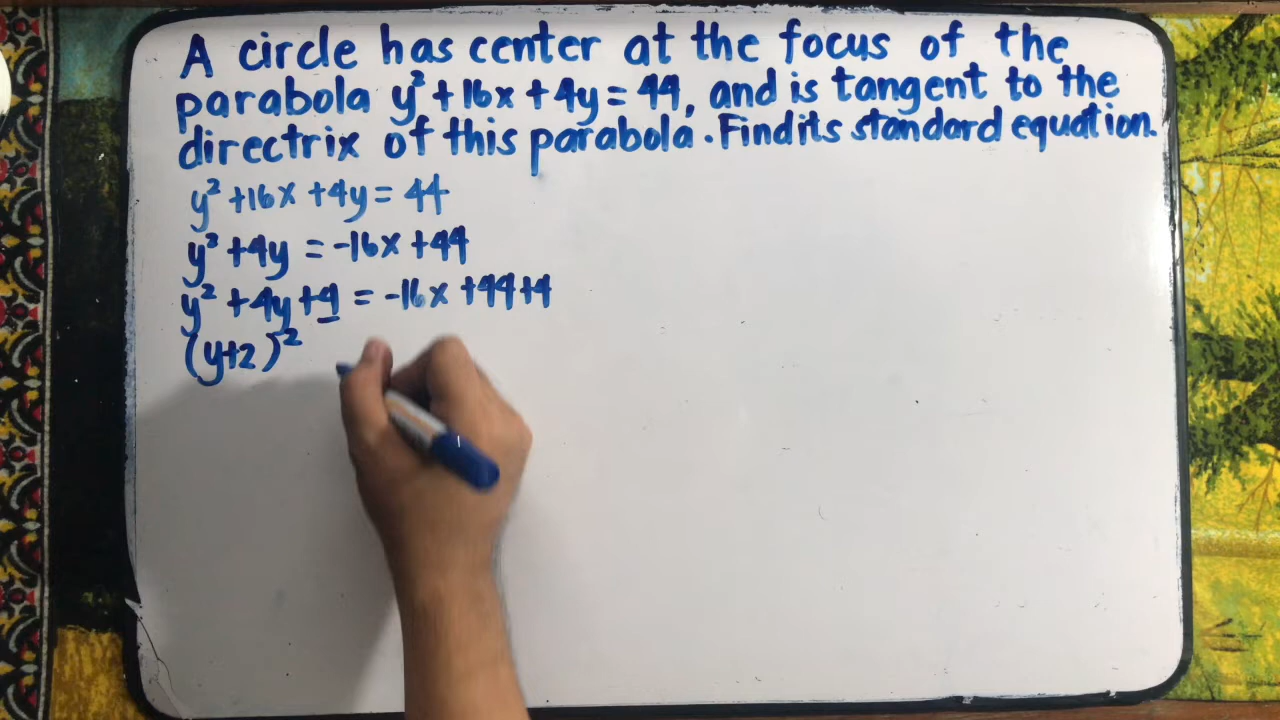 A circle has center at the focus of the
parabola y²+16x+4y=44, and is tangent to the
directrix of this parabola. Find its standard equation.
y²+16x+4y=44
y²+4y=-16x+44
y²+4y+4=-16x+44+4
(y+2)²